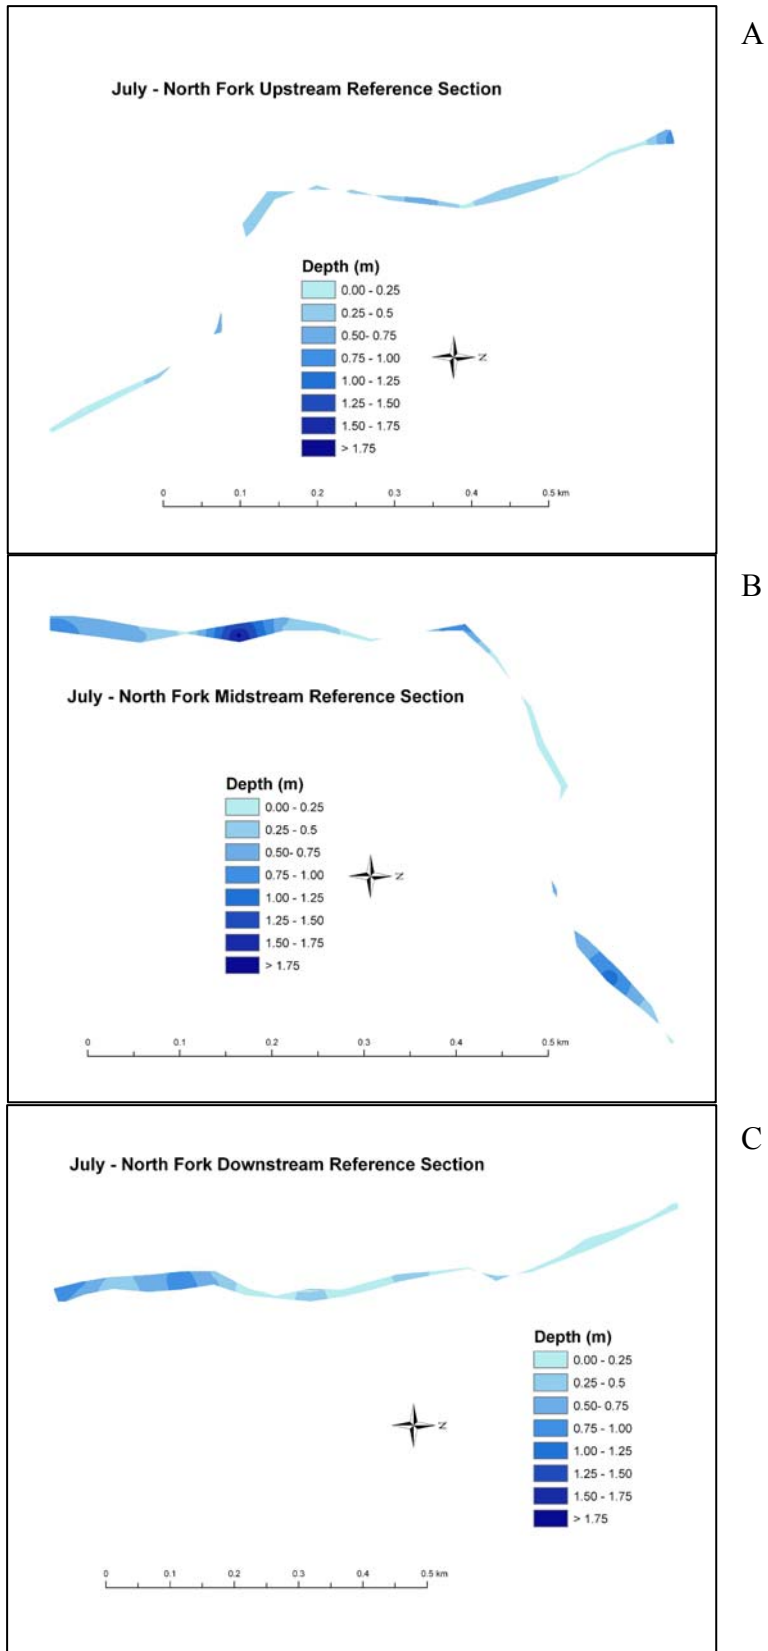 A
July - North Fork Upstream Reference Section
Depth (m)
0.00 - 0.25
0.25 - 0.5
0.50- 0.75
0.75 - 1.00
1.00 - 1.25
1.25 - 1.50
1.50 - 1.75
> 1.75
N
0 0.1 0.2 0.3 0.4 0.5 km
B
July - North Fork Midstream Reference Section
Depth (m)
0.00 - 0.25
0.25 - 0.5
0.50- 0.75
0.75 - 1.00
1.00 - 1.25
1.25 - 1.50
1.50 - 1.75
> 1.75
N
0 0.1 0.2 0.3 0.4 0.5 km
C
July - North Fork Downstream Reference Section
Depth (m)
0.00 - 0.25
0.25 - 0.5
0.50- 0.75
0.75 - 1.00
1.00 - 1.25
1.25 - 1.50
1.50 - 1.75
> 1.75
N
0 0.1 0.2 0.3 0.4 0.5 km